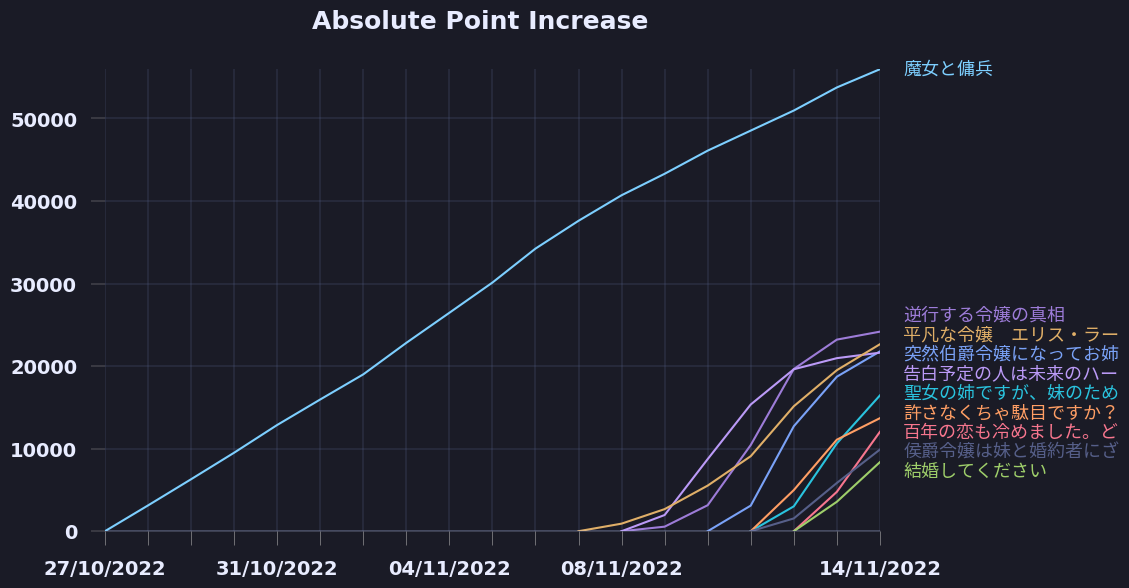 Absolute Point Increase
50000
40000
30000
20000
10000
0
27/10/2022
31/10/2022
04/11/2022
08/11/2022
14/11/2022
魔女と傭兵
逆行する令嬢の真相
平凡な令嬢　エリス・ラー
突然伯爵令嬢になってお姉
告白予定の人は未来のハー
聖女の姉ですが、妹のため
許さなくちゃ駄目ですか？
百年の恋も冷めました。ど
侯爵令嬢は妹と婚約者にざ
結婚してください